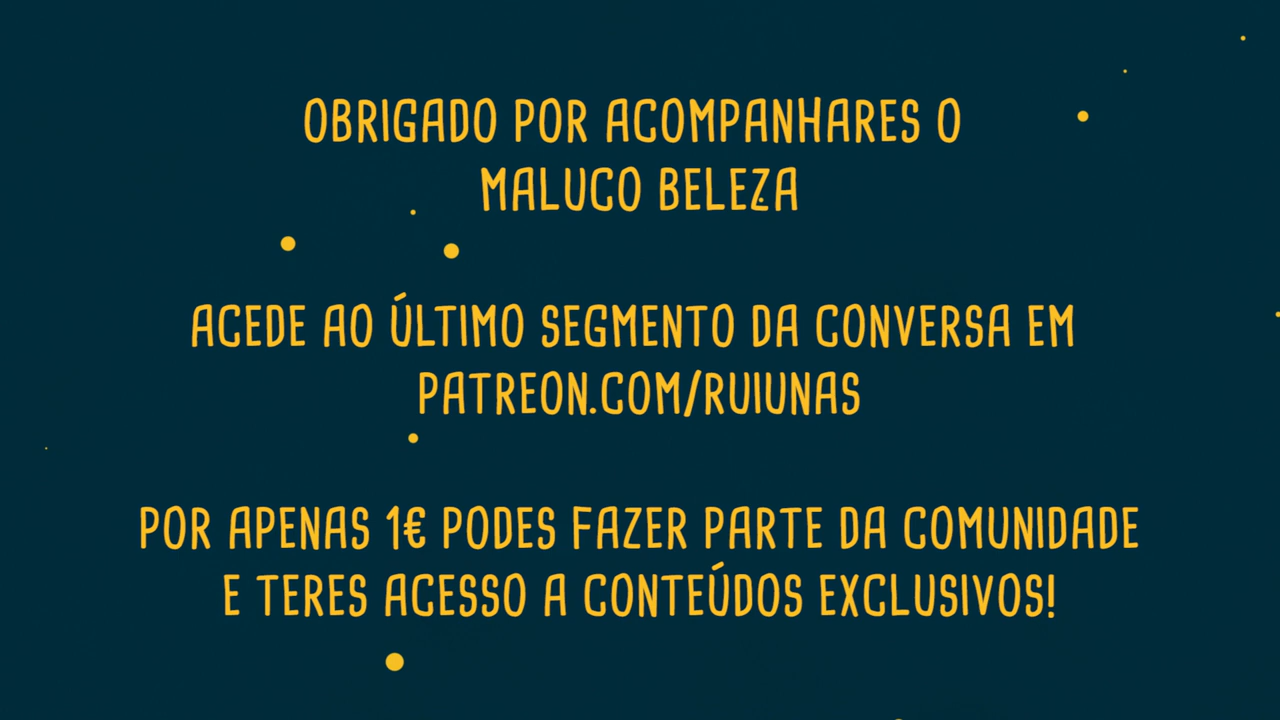 OBRIGADO POR ACOMPANHARES O
MALUCO BELEZA
ACEDE AO ÚLTIMO SEGMENTO DA CONVERSA EM
PATREON.COM/RUIUNAS
POR APENAS 1€ PODES FAZER PARTE DA COMUNIDADE
E TERES ACESSO A CONTEÚDOS EXCLUSIVOS!